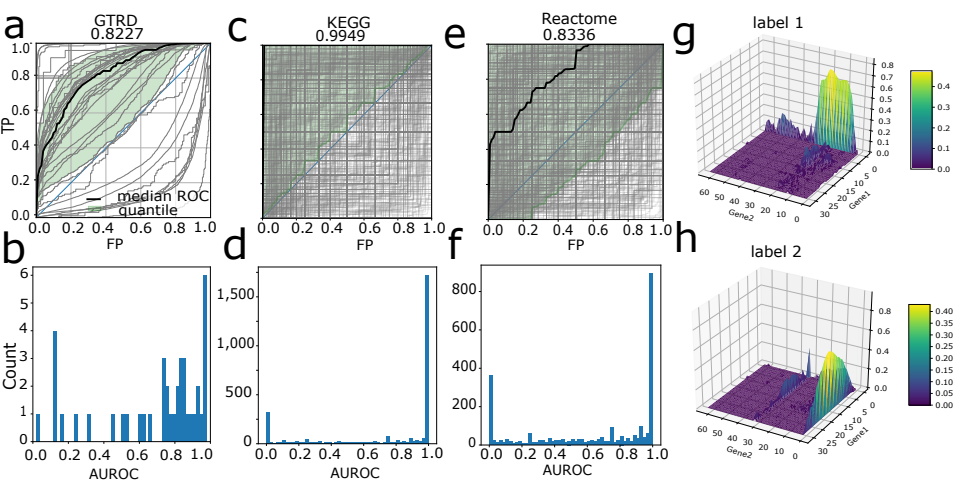 a
GTRD
0.8227
1.0
0.8
0.6
0.4
0.2
0.0
TP
median ROC
quantile
0.2 0.4 0.6 0.8 1.0
FP
c
KEGG
0.9949
0.2 0.4 0.6 0.8 1.0
FP
e
Reactome
0.8336
0.2 0.4 0.6 0.8 1.0
FP
g
label 1
0.8
0.7
0.6
0.5
0.4
0.3
0.2
0.1
0.0
60 50 40 30 20 10 0
Gene2
30 25 20 15 10 5 0
Gene1
0.4
0.3
0.2
0.1
0.0
b
6
5
4
3
2
1
0
Count
0.0 0.2 0.4 0.6 0.8 1.0
AUROC
d
1,500
1,000
500
0
0.0 0.2 0.4 0.6 0.8 1.0
AUROC
f
800
600
400
200
0
0.0 0.2 0.4 0.6 0.8 1.0
AUROC
h
label 2
0.8
0.6
0.4
0.2
0.0
60 50 40 30 20 10 0
Gene2
30 25 20 15 10 5 0
Gene1
0.40
0.35
0.30
0.25
0.20
0.15
0.10
0.05
0.00